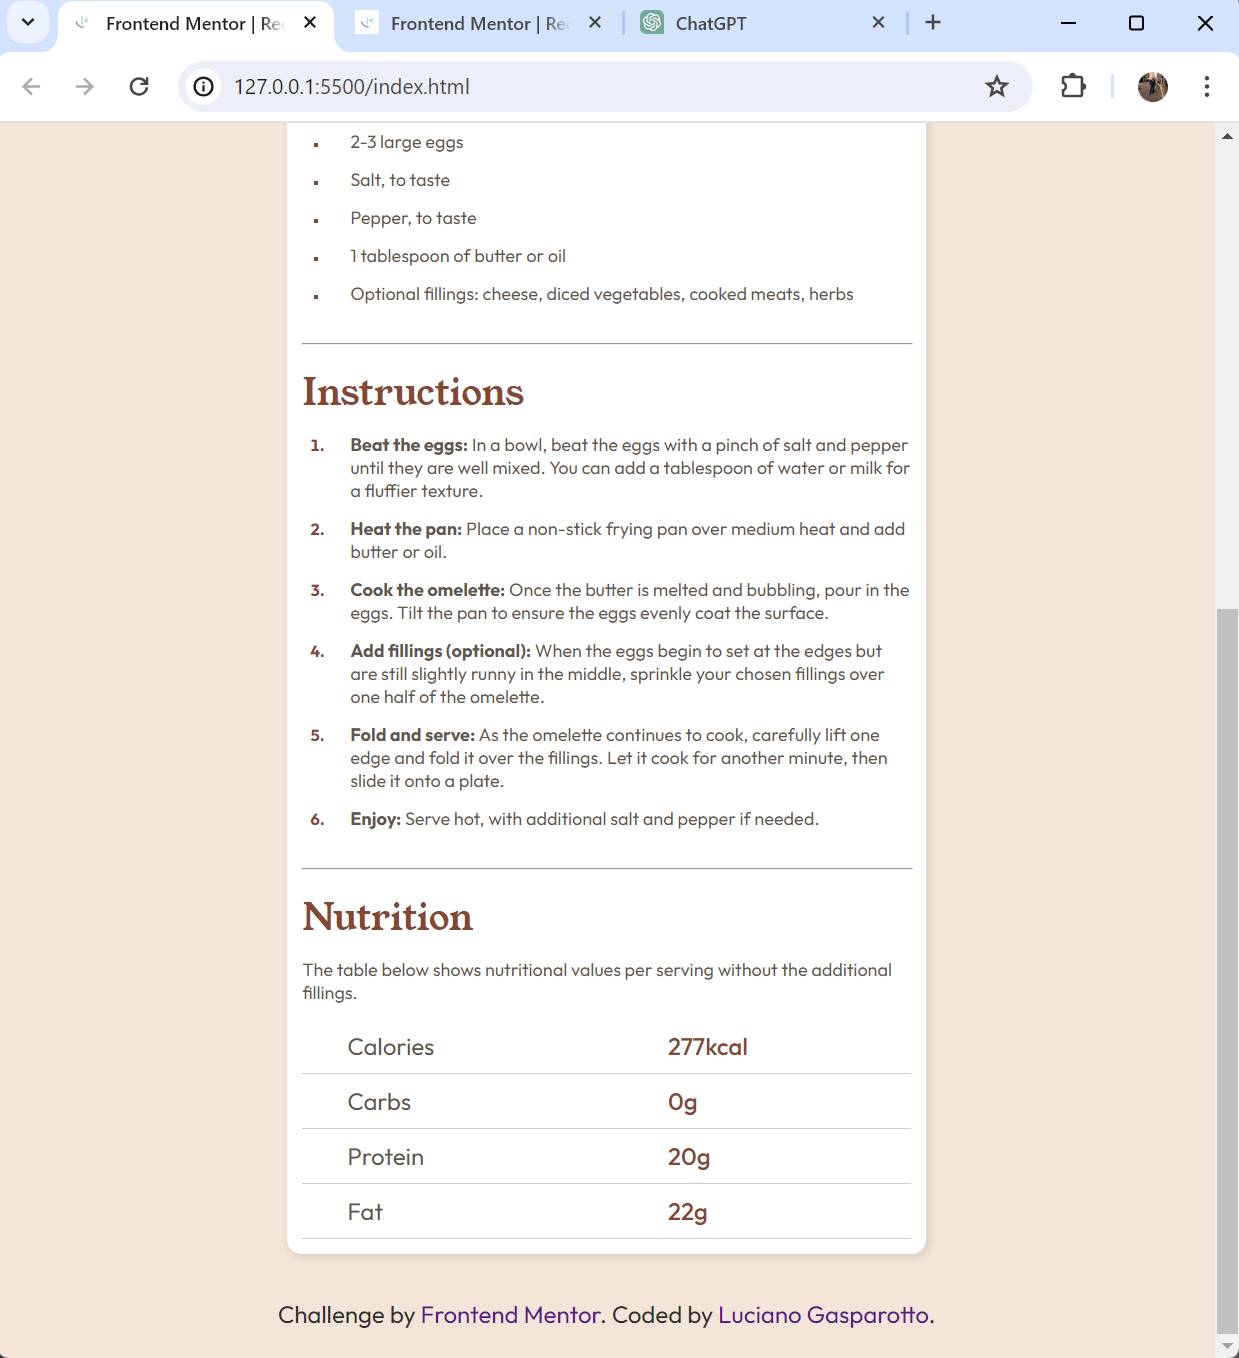 Frontend Mentor | Rec
Frontend Mentor | Rec
ChatGPT
127.0.0.1:5500/index.html
▪ 2-3 large eggs
▪ Salt, to taste
▪ Pepper, to taste
▪ 1 tablespoon of butter or oil
▪ Optional fillings: cheese, diced vegetables, cooked meats, herbs
Instructions
1. Beat the eggs: In a bowl, beat the eggs with a pinch of salt and pepper
until they are well mixed. You can add a tablespoon of water or milk for
a fluffier texture.
2. Heat the pan: Place a non-stick frying pan over medium heat and add
butter or oil.
3. Cook the omelette: Once the butter is melted and bubbling, pour in the
eggs. Tilt the pan to ensure the eggs evenly coat the surface.
4. Add fillings (optional): When the eggs begin to set at the edges but
are still slightly runny in the middle, sprinkle your chosen fillings over
one half of the omelette.
5. Fold and serve: As the omelette continues to cook, carefully lift one
edge and fold it over the fillings. Let it cook for another minute, then
slide it onto a plate.
6. Enjoy: Serve hot, with additional salt and pepper if needed.
Nutrition
The table below shows nutritional values per serving without the additional
fillings.
Calories 277kcal
Carbs 0g
Protein 20g
Fat 22g
Challenge by Frontend Mentor. Coded by Luciano Gasparotto.